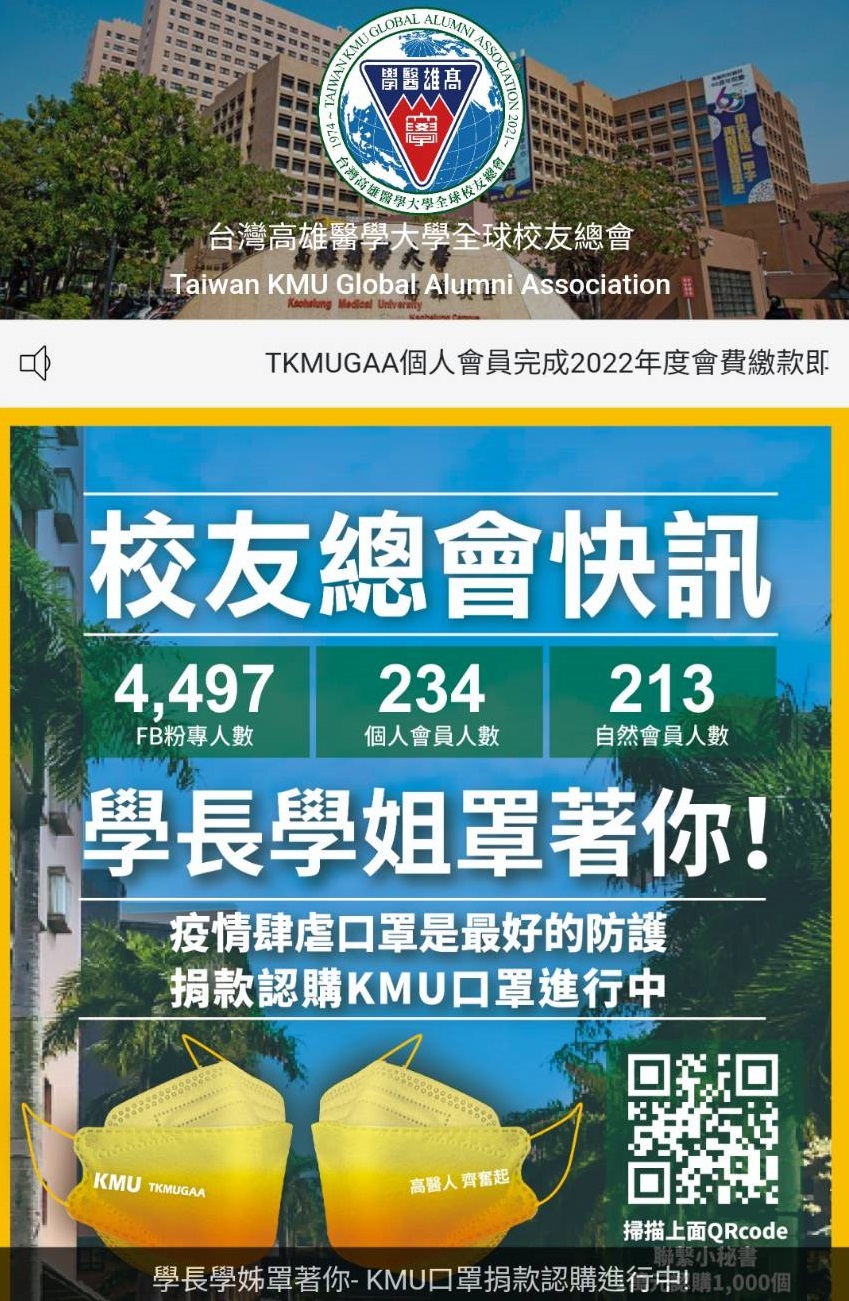 TAIWAN KMU GLOBAL ALUMNI ASSOCIATION
1974 ~ 2021~
台灣高雄醫學大學全球校友總會
學醫雄高
學
台灣高雄醫學大學全球校友總會
Taiwan KMU Global Alumni Association
Kaohsiung Medical University
TKMUGAA個人會員完成2022年度會費繳款即
校友總會快訊
4,497
FB粉專人數
234
個人會員人數
213
自然會員人數
學長學姐罩著你!
疫情肆虐口罩是最好的防護
捐款認購KMU口罩進行中
KMU TKMUGAA
高醫人 齊奮起
掃描上面QRcode
聯繫小秘書
購1,000個
學長學姊罩著你- KMU口罩捐款認購進行中!